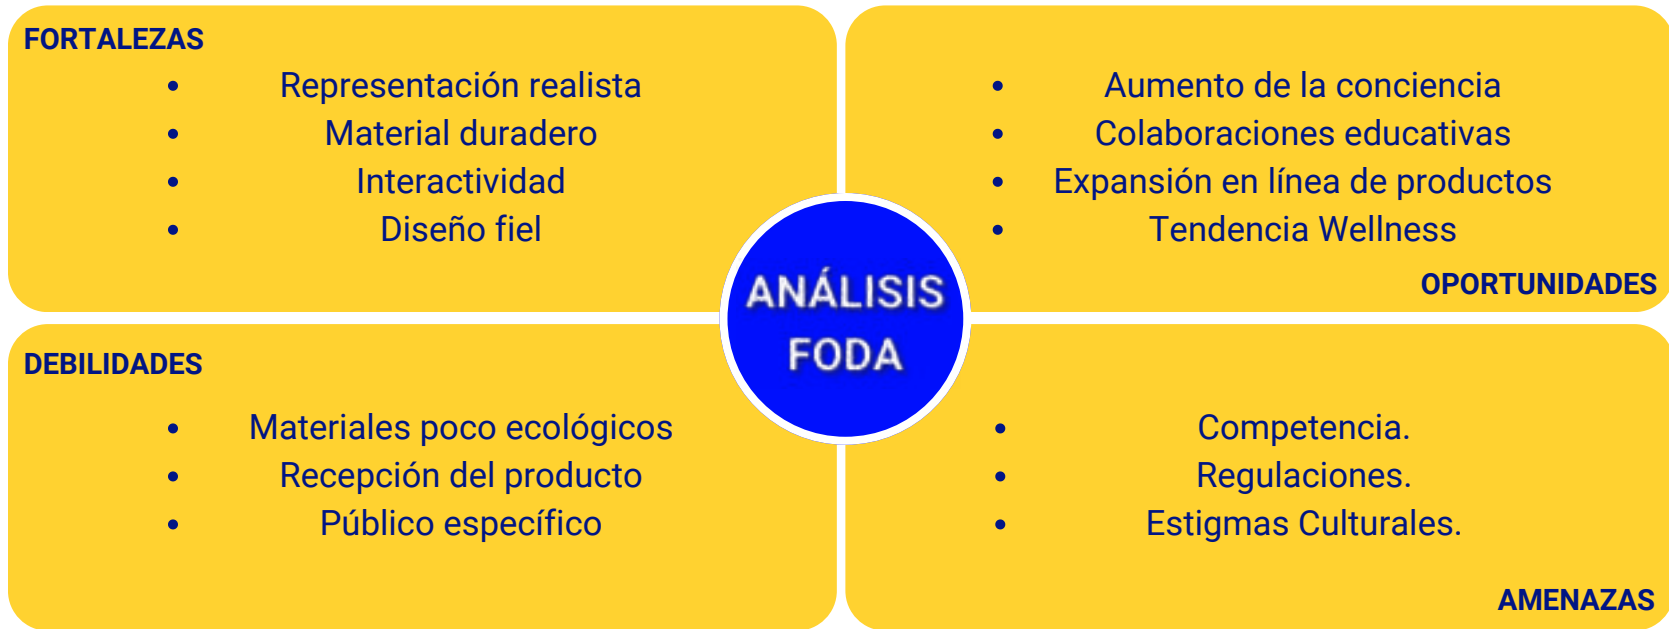 FORTALEZAS
• Representación realista
• Material duradero
• Interactividad
• Diseño fiel
• Aumento de la conciencia
• Colaboraciones educativas
• Expansión en línea de productos
• Tendencia Wellness
OPORTUNIDADES
ANÁLISIS
FODA
DEBILIDADES
• Materiales poco ecológicos
• Recepción del producto
• Público específico
• Competencia.
• Regulaciones.
• Estigmas Culturales.
AMENAZAS